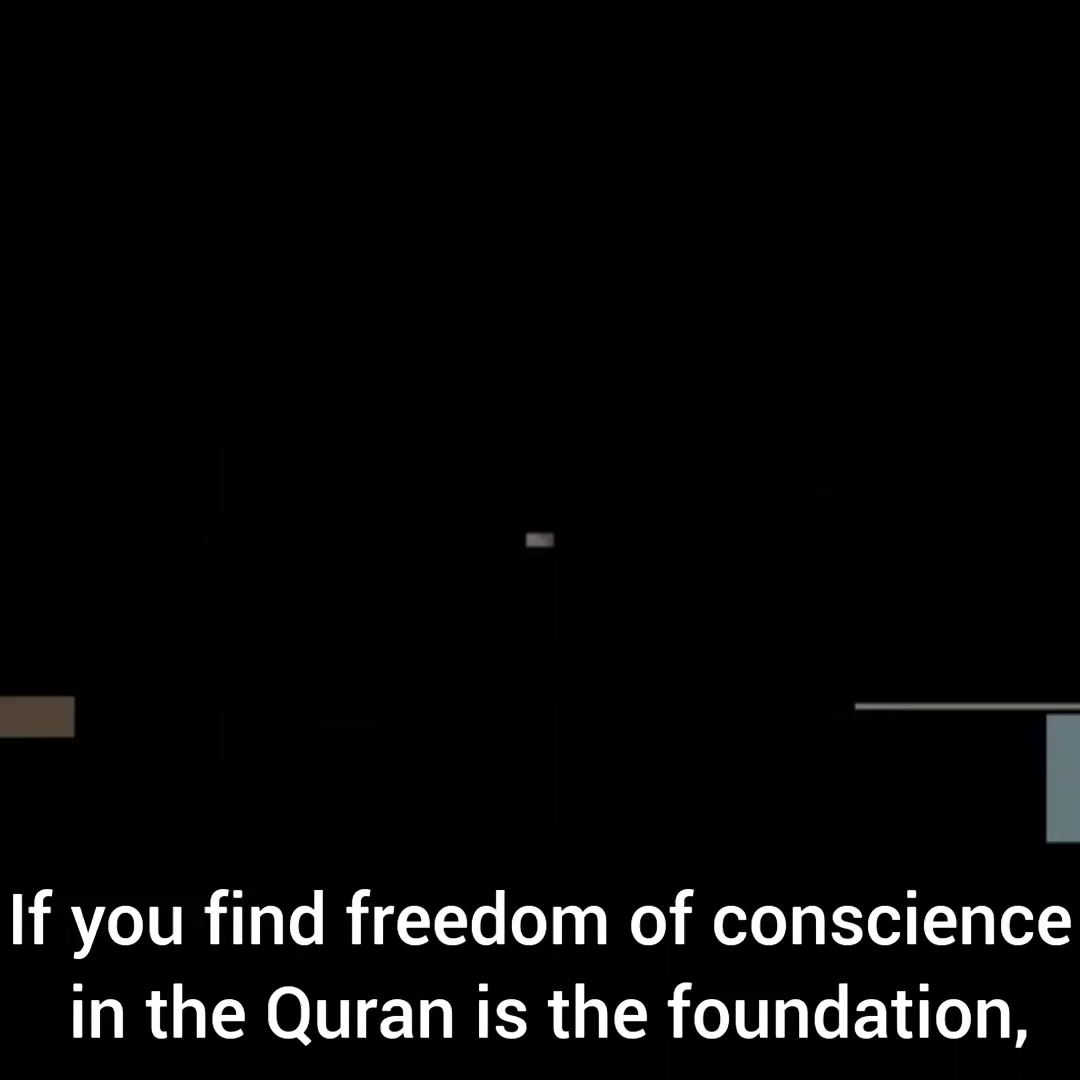 If you find freedom of conscience
in the Quran is the foundation,